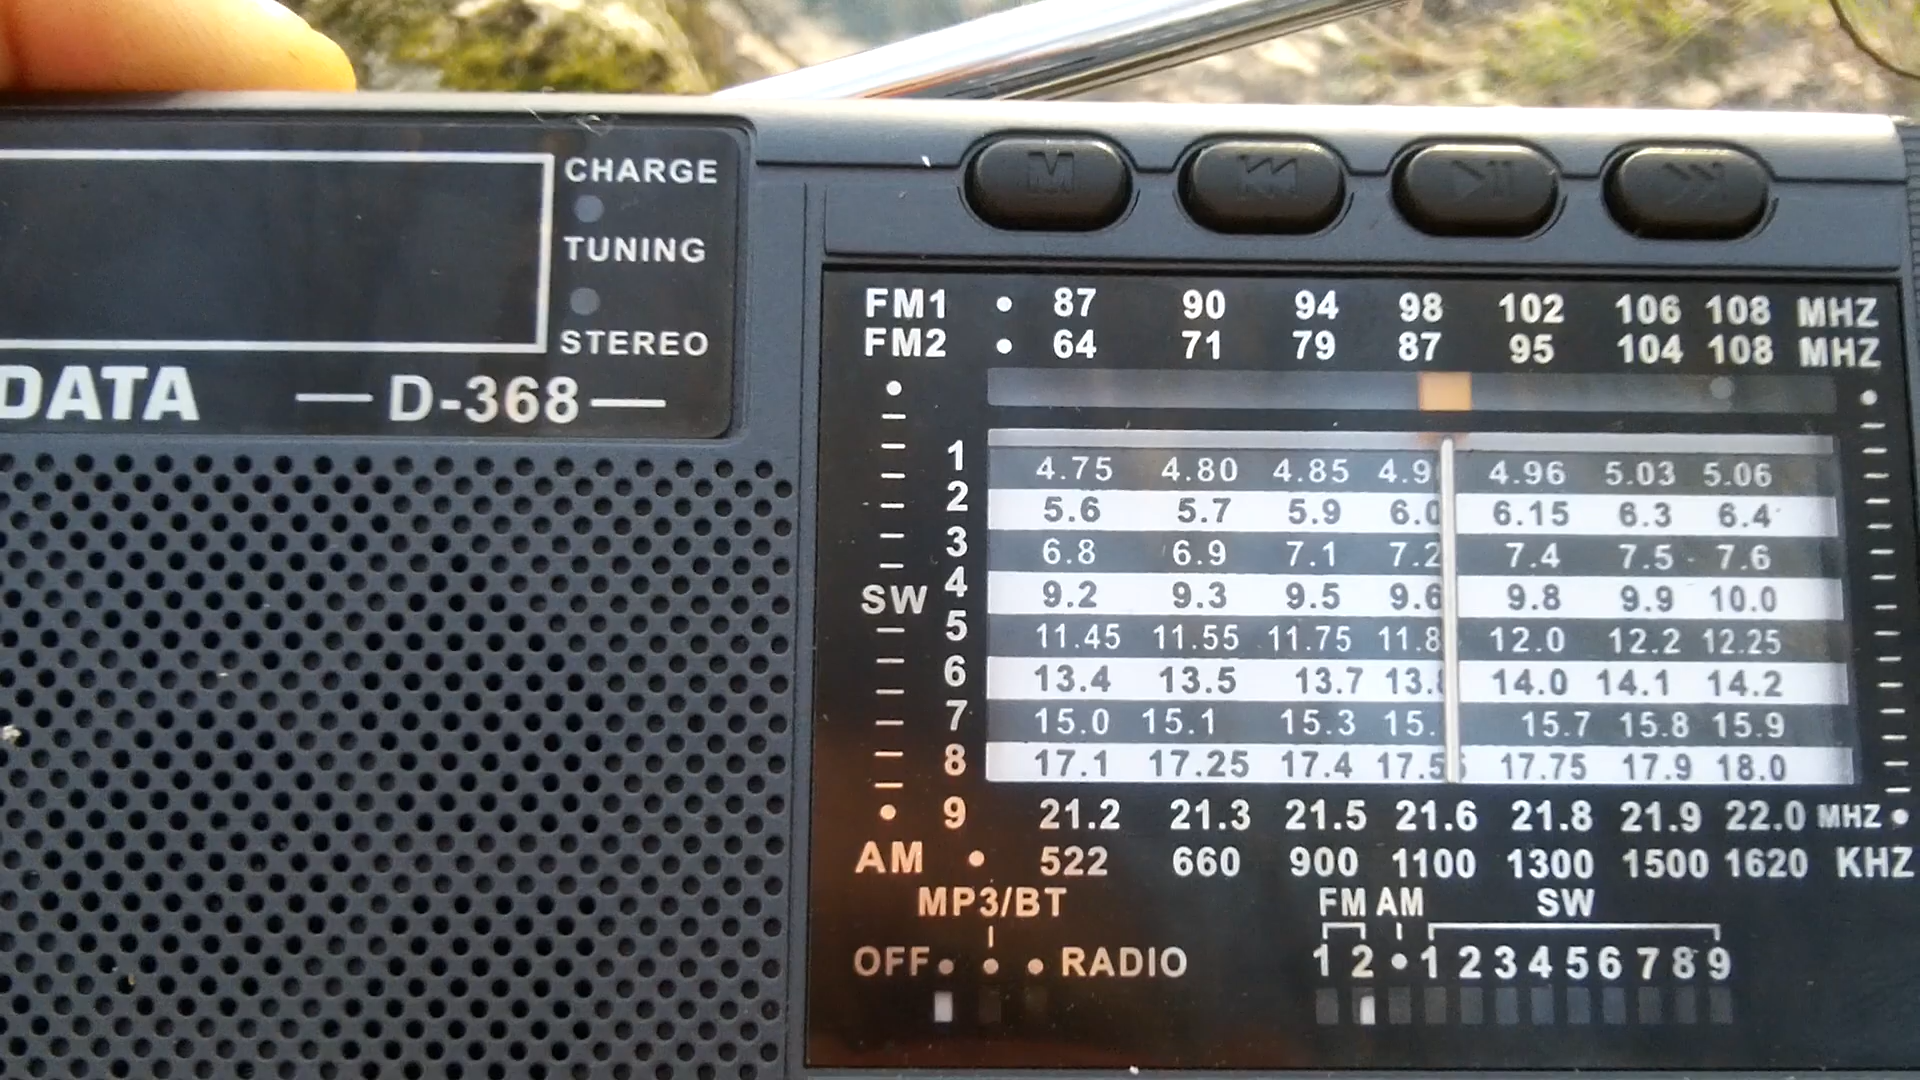 CHARGE
TUNING
STEREO
DATA
D-368
M
FM1 • 87 90 94 98 102 106 108 MHZ
FM2 • 64 71 79 87 95 104 108 MHZ
SW
1 4.75 4.80 4.85 4.9 4.96 5.03 5.06
2 5.6 5.7 5.9 6.0 6.15 6.3 6.4
3 6.8 6.9 7.1 7.2 7.4 7.5 7.6
4 9.2 9.3 9.5 9.6 9.8 9.9 10.0
5 11.45 11.55 11.75 11.8 12.0 12.2 12.25
6 13.4 13.5 13.7 13. 14.0 14.1 14.2
7 15.0 15.1 15.3 15. 15.7 15.8 15.9
8 17.1 17.25 17.4 17.5 17.75 17.9 18.0
9 21.2 21.3 21.5 21.6 21.8 21.9 22.0 MHZ
AM • 522 660 900 1100 1300 1500 1620 KHZ
MP3/BT
OFF • • • RADIO
FM AM SW
1 2 • 1 2 3 4 5 6 7 8 9